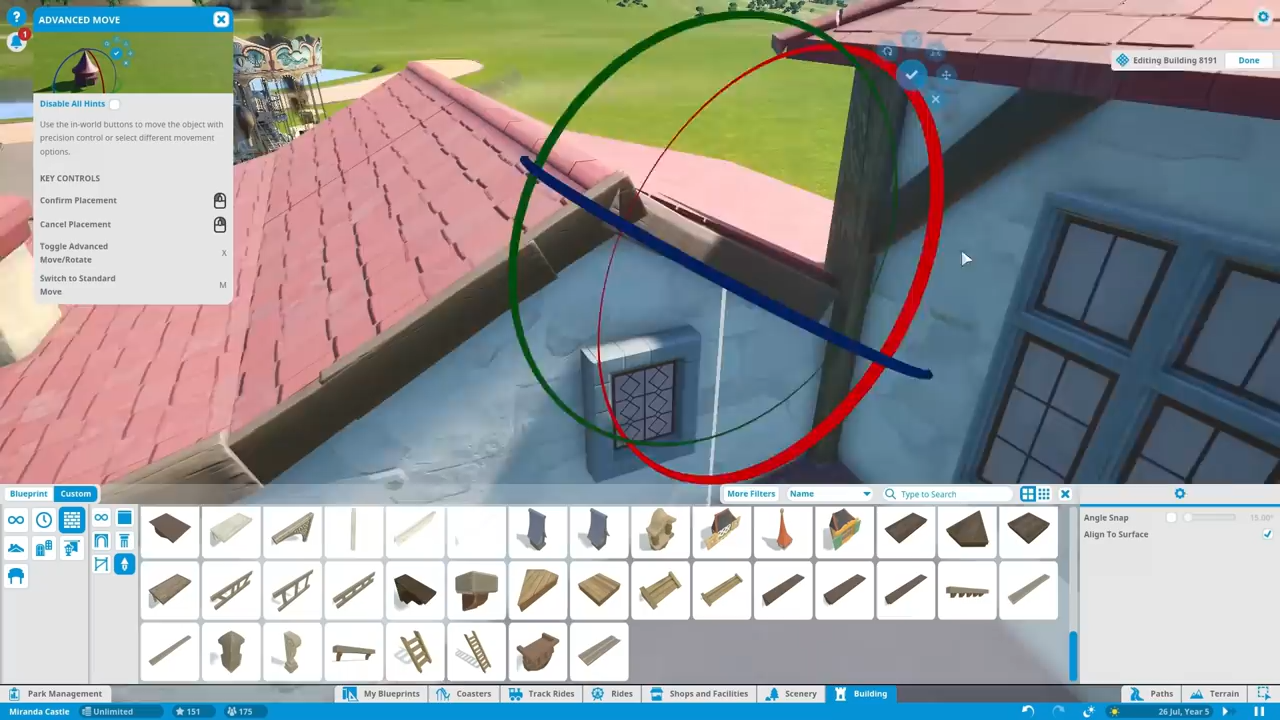 ?
1
ADVANCED MOVE
Disable All Hints
Use the in-world buttons to move the object with
precision control or select different movement
options.
KEY CONTROLS
Confirm Placement
Cancel Placement
Toggle Advanced
Move/Rotate
X
Switch to Standard
Move
M
Editing Building 8191
Done
Blueprint
Custom
More Filters
Name
Type to Search
Angle Snap
15.00°
Align To Surface
Park Management
My Blueprints
Coasters
Track Rides
Rides
Shops and Facilities
Scenery
Building
Paths
Terrain
Miranda Castle
Unlimited
151
175
26 Jul, Year 5